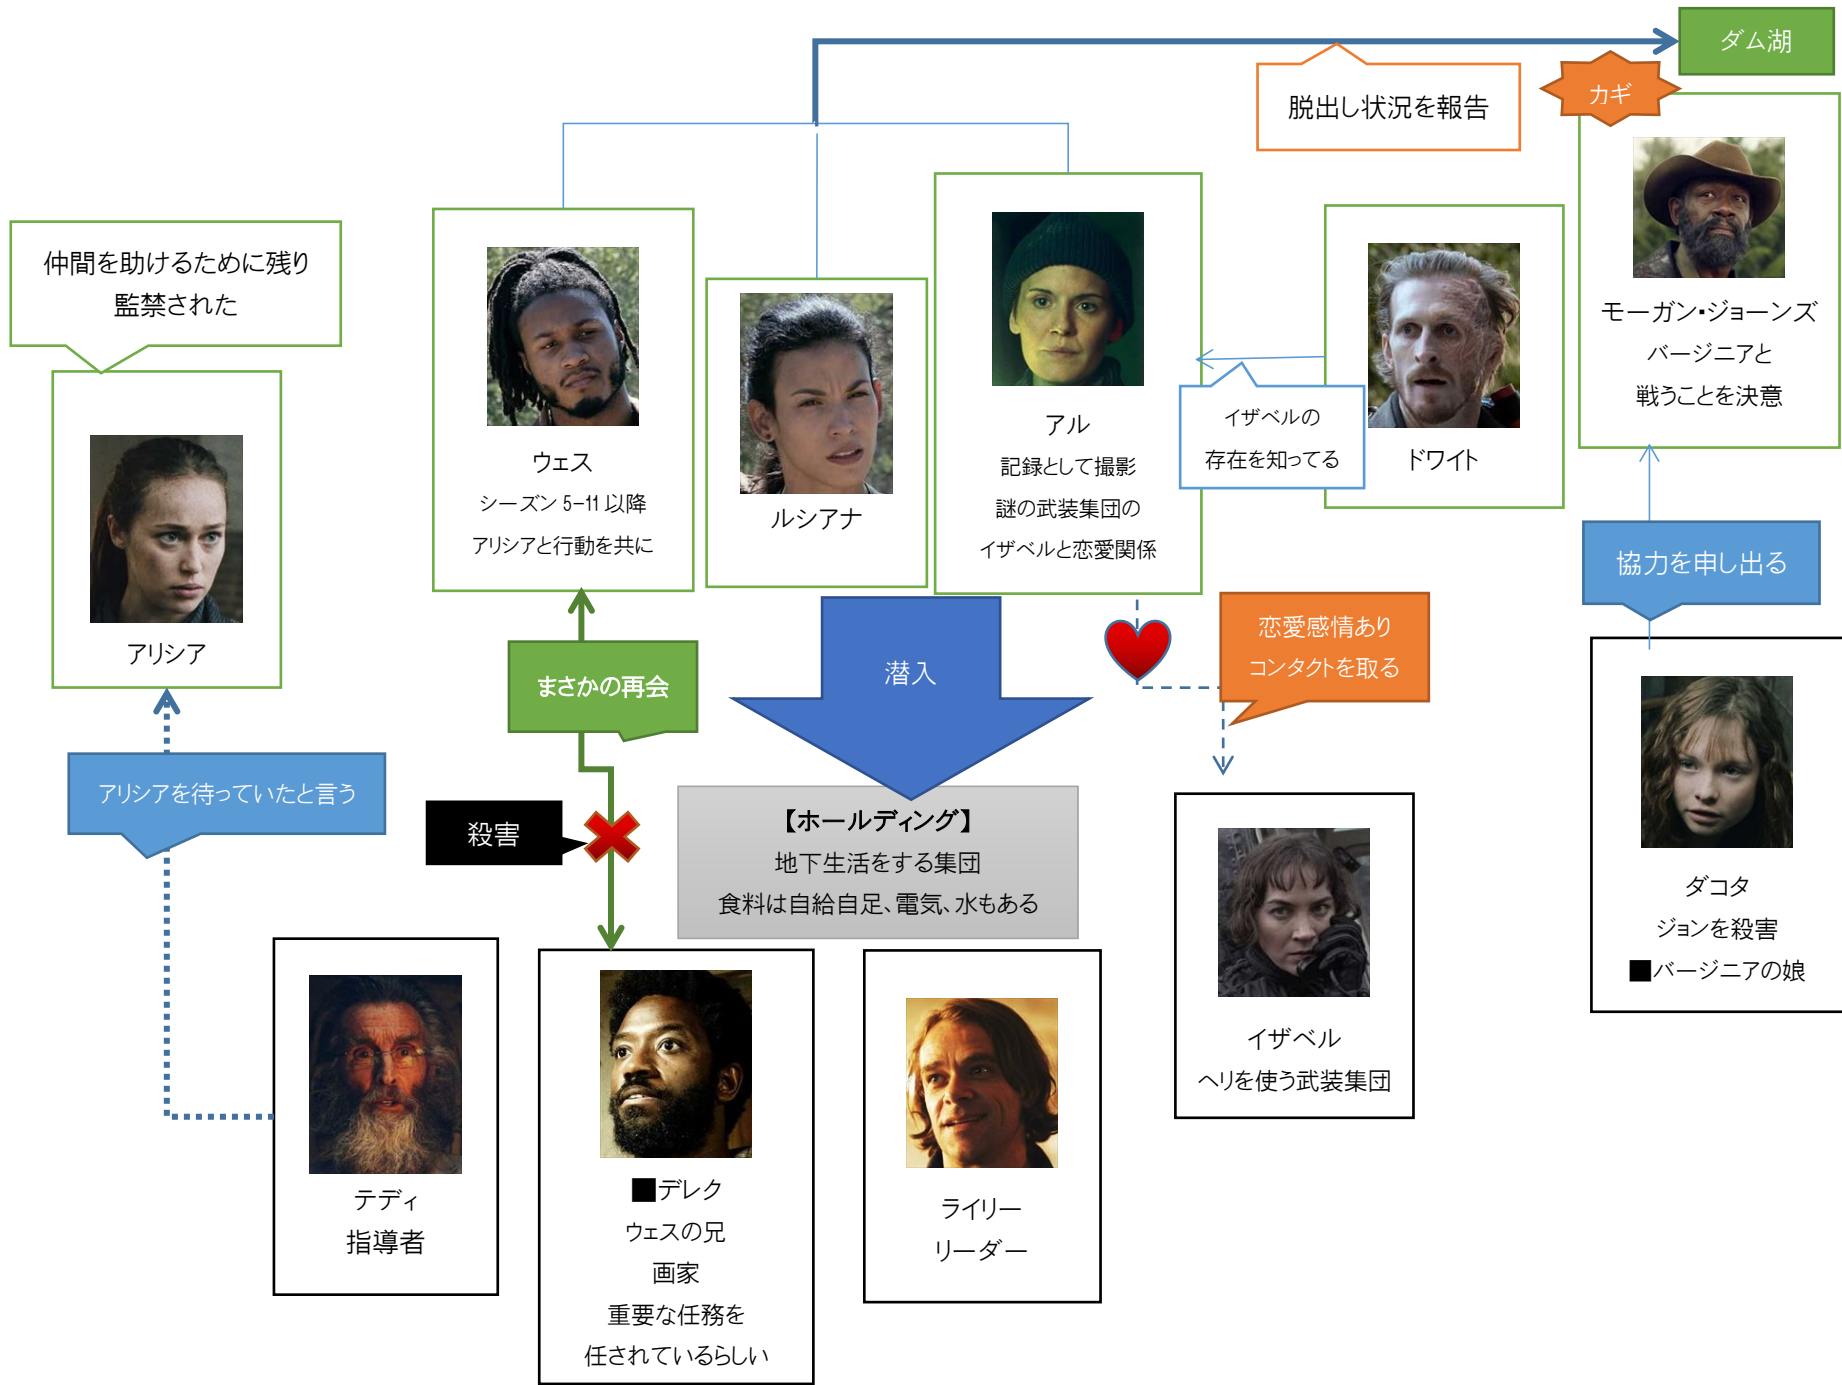 ダム湖
カギ
脱出し状況を報告
仲間を助けるために残り
監禁された
モーガン・ジョーンズ
バージニアと
戦うことを決意
アル
記録として撮影
謎の武装集団の
イザベルと恋愛関係
イザベルの
存在を知ってる
ドワイト
ウェス
シーズン 5-11 以降
アリシアと行動を共に
ルシアナ
協力を申し出る
アリシア
恋愛感情あり
コンタクトを取る
まさかの再会
潜入
アリシアを待っていたと言う
殺害
【ホールディング】
地下生活をする集団
食料は自給自足、電気、水もある
ダコタ
ジョンを殺害
■バージニアの娘
イザベル
ヘリを使う武装集団
テディ
指導者
■デレク
ウェスの兄
画家
重要な任務を
任されているらしい
ライリー
リーダー